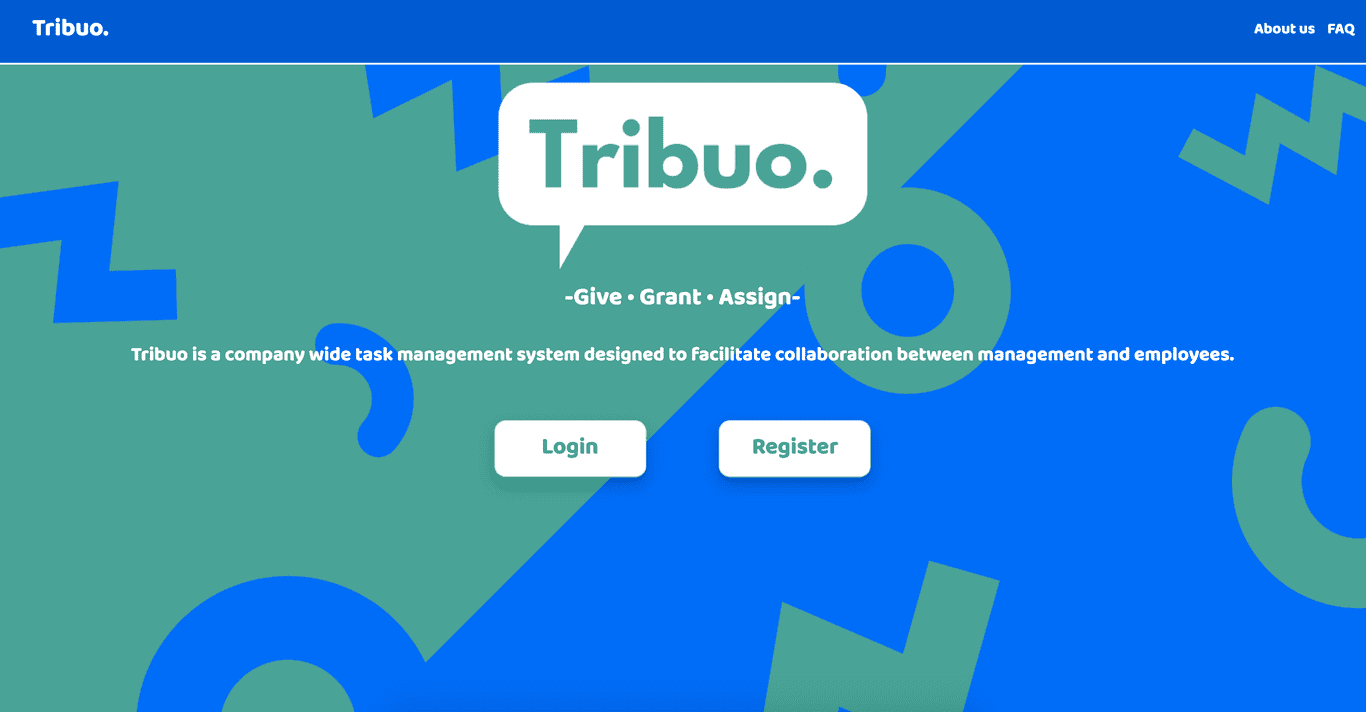 Tribuo.
About us FAQ
Tribuo.
-Give • Grant • Assign-
Tribuo is a company wide task management system designed to facilitate collaboration between management and employees.
Login
Register